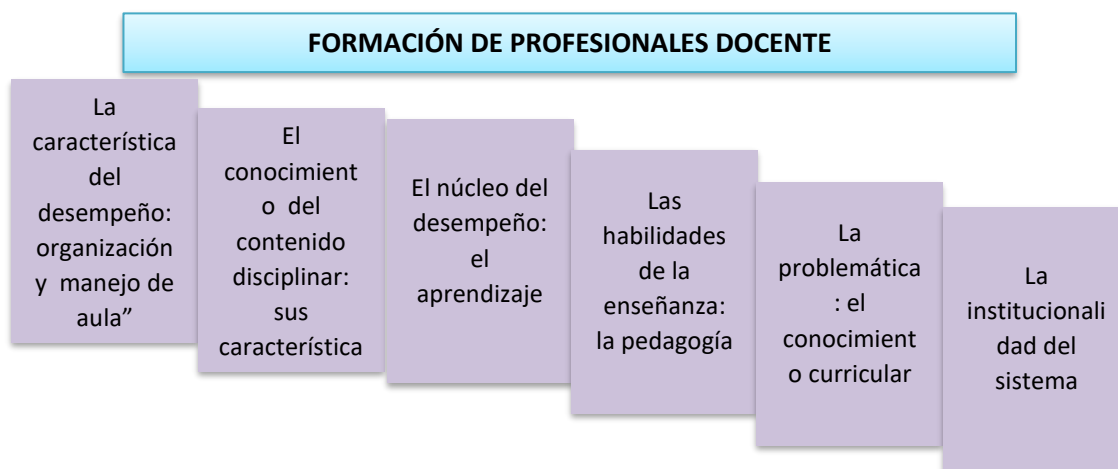 FORMACIÓN DE PROFESIONALES DOCENTE
La
característica
del
desempeño:
organización
y manejo de
aula”
El
conocimient
o del
contenido
disciplinar:
sus
característica
El núcleo del
desempeño:
el
aprendizaje
Las
habilidades
de la
enseñanza:
la pedagogía
La
problemática
: el
conocimient
o curricular
La
institucionali
dad del
sistema